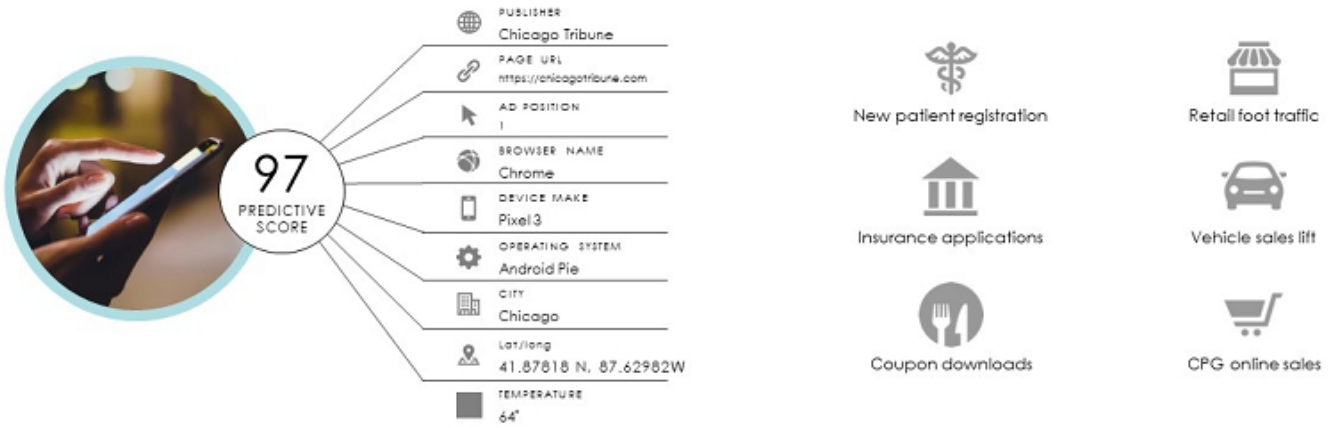 97
PREDICTIVE
SCORE
PUBLISHER
Chicago Tribune
PAGE URL
https://chicagotribune.com
AD POSITION
1
BROWSER NAME
Chrome
DEVICE MAKE
Pixel 3
OPERATING SYSTEM
Android Pie
CITY
Chicago
Lat/long
41.87818 N, 87.62982W
TEMPERATURE
64°
New patient registration
Retail foot traffic
Insurance applications
Vehicle sales lift
Coupon downloads
CPG online sales